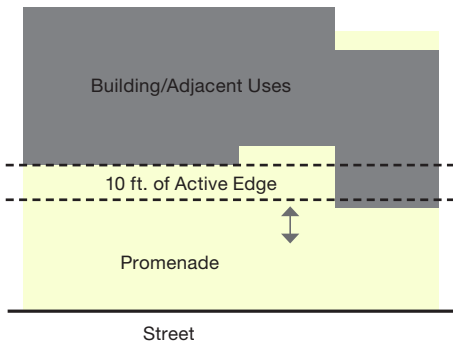 Building/Adjacent Uses
10 ft. of Active Edge
Promenade
Street